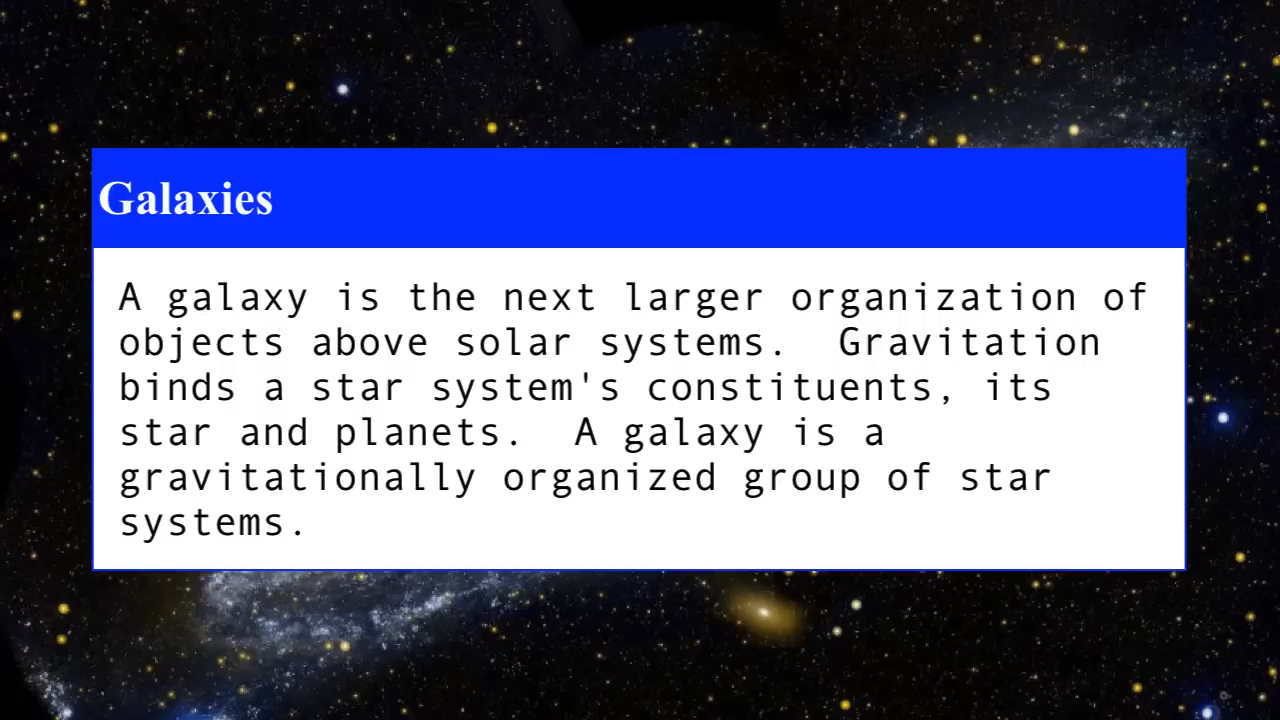 Galaxies
A galaxy is the next larger organization of
objects above solar systems.  Gravitation
binds a star system's constituents, its
star and planets.  A galaxy is a
gravitationally organized group of star
systems.